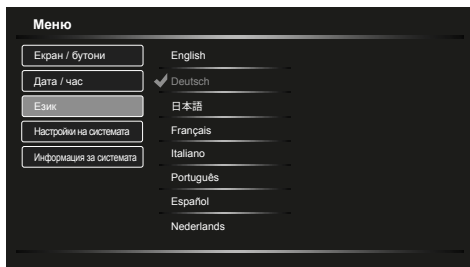 Меню
Екран / бутони
Дата / час
Език
Настройки на системата
Информация за системата
English
Deutsch
日本語
Français
Italiano
Português
Español
Nederlands